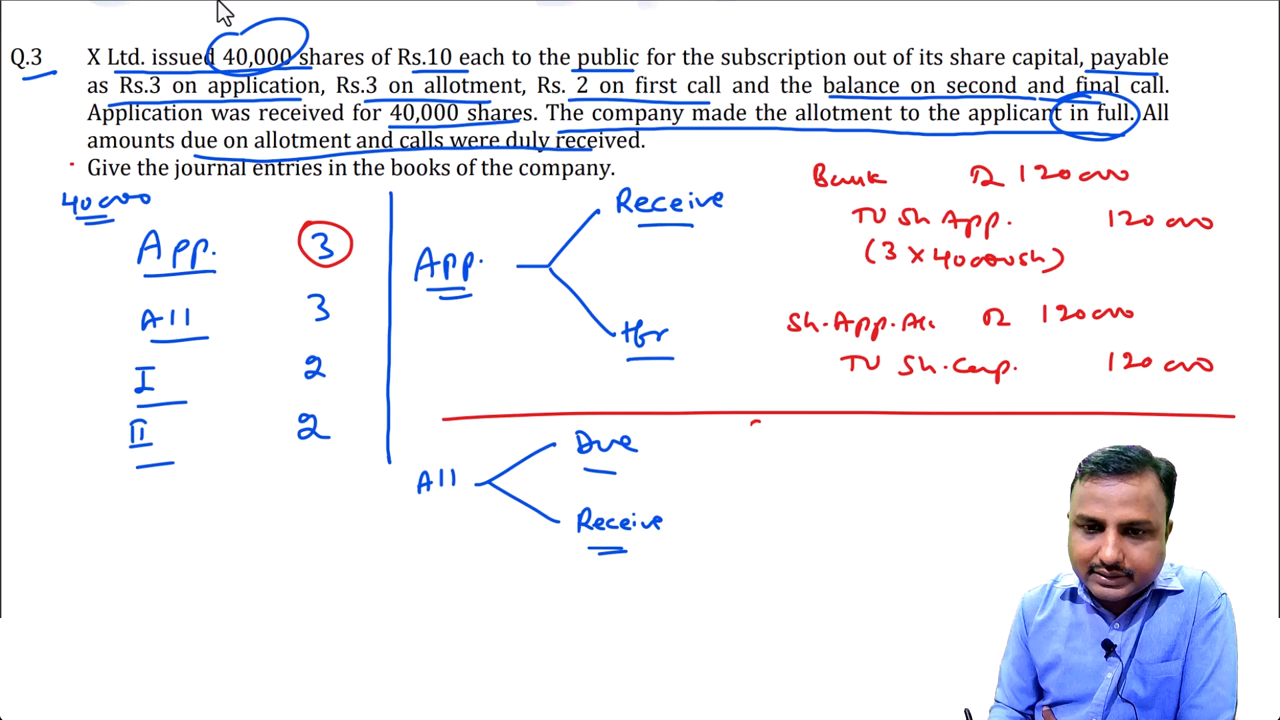 Q.3 X Ltd. issued 40,000 shares of Rs.10 each to the public for the subscription out of its share capital, payable
as Rs.3 on application, Rs.3 on allotment, Rs. 2 on first call and the balance on second and final call.
Application was received for 40,000 shares. The company made the allotment to the applicant in full. All
amounts due on allotment and calls were duly received.
Give the journal entries in the books of the company.
40000
App. 3
All 3
I 2
II 2
App.
Receive
tfr
All
Due
Receive
Bank Dr 120000
To Sh App. 120000
(3 x 40000 sh)
Sh. App. A/c Dr 120000
To Sh. Cap. 120000